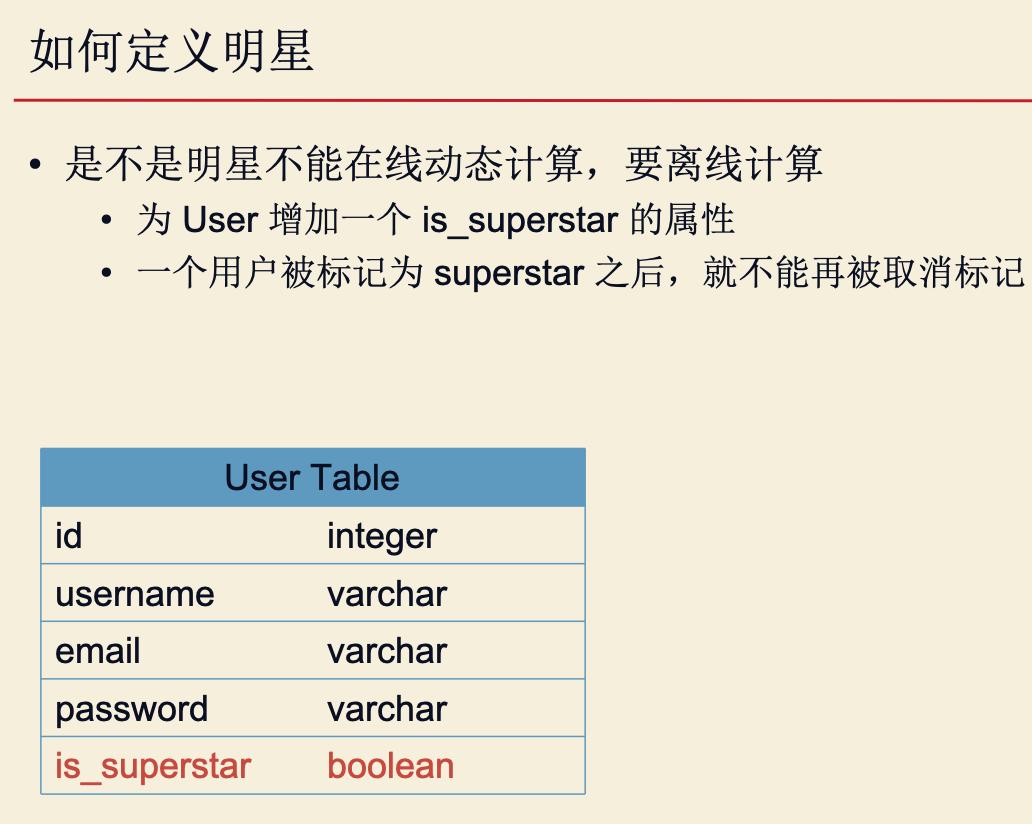 如何定义明星
• 是不是明星不能在线动态计算，要离线计算
• 为 User 增加一个 is_superstar 的属性
• 一个用户被标记为 superstar 之后，就不能再被取消标记
User Table
id integer
username varchar
email varchar
password varchar
is_superstar boolean